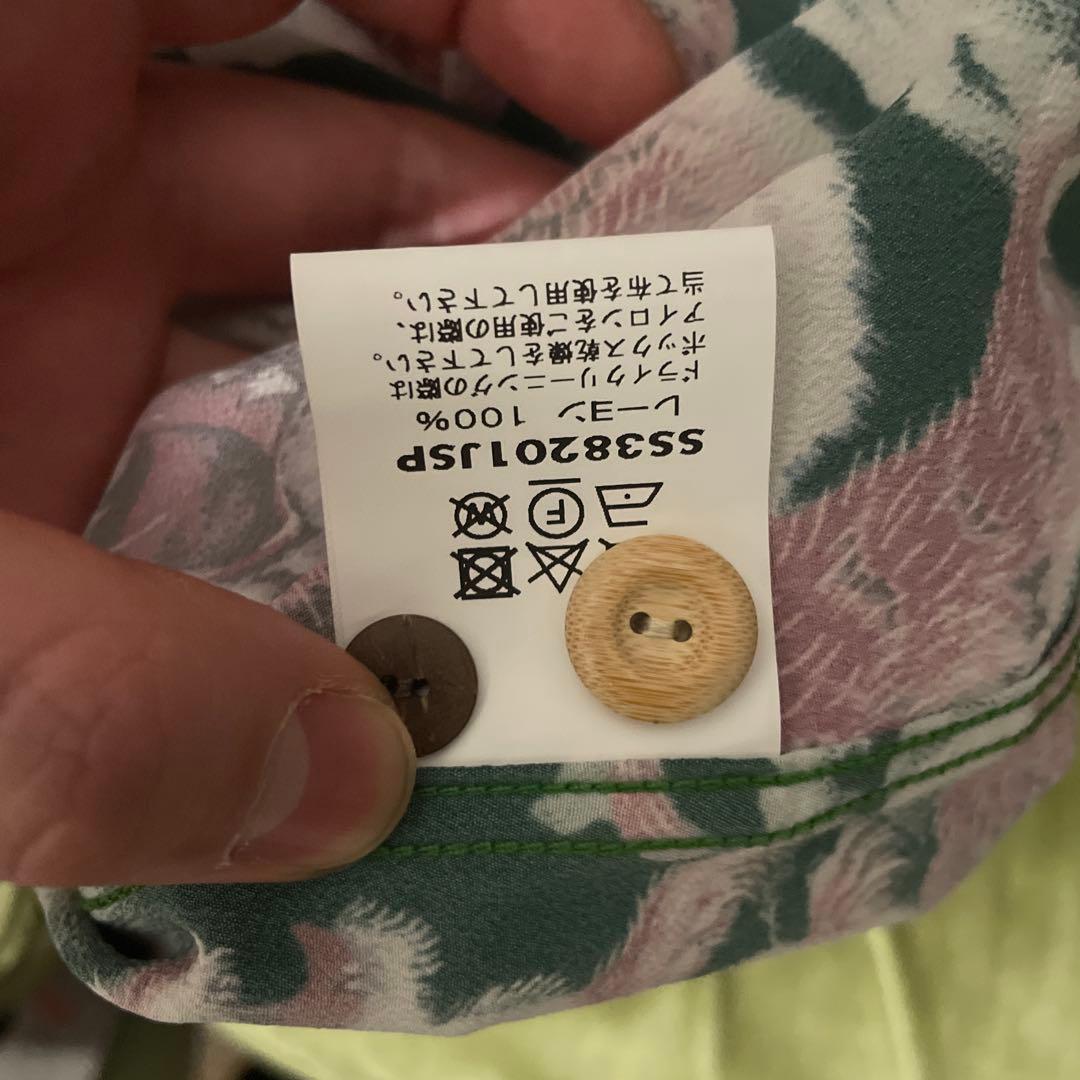 F W
SS38201JSP
レーヨン 100%
ドライクリーニングの際は
ボックス乾燥をして下さい。
アイロンをご使用の際は、
当て布を使用して下さい。